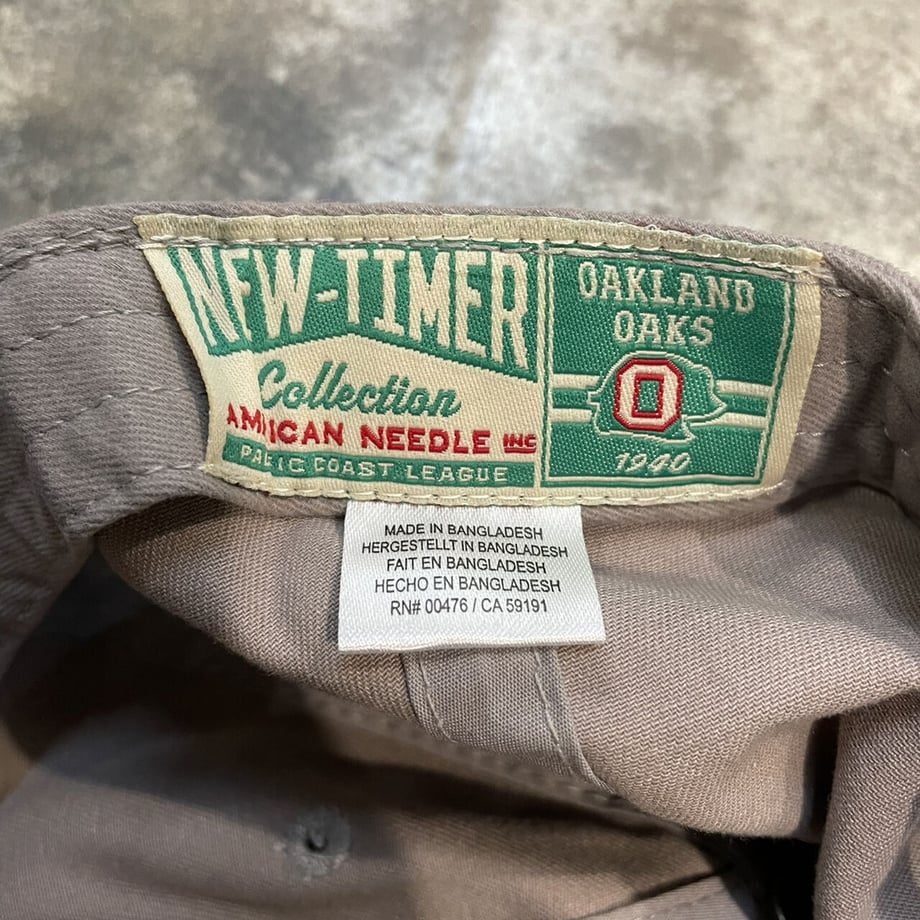 NEW-TIMER
Collection
AMERICAN NEEDLE INC
PACIFIC COAST LEAGUE
OAKLAND
OAKS
O
1940
MADE IN BANGLADESH
HERGESTELLT IN BANGLADESH
FAIT EN BANGLADESH
HECHO EN BANGLADESH
RN# 00476 / CA 59191